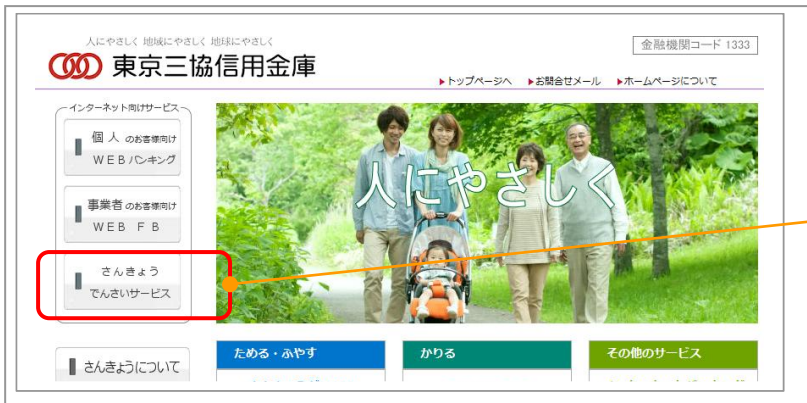 人にやさしく 地域にやさしく 地球にやさしく
東京三協信用金庫
金融機関コード 1333
▶トップページへ ▶お問合せメール ▶ホームページについて
インターネット向けサービス
個人 のお客様向け
WEBバンキング
事業者 のお客様向け
WEB FB
さんきょう
でんさいサービス
さんきょうについて
人にやさしく
ためる・ふやす
かりる
その他のサービス